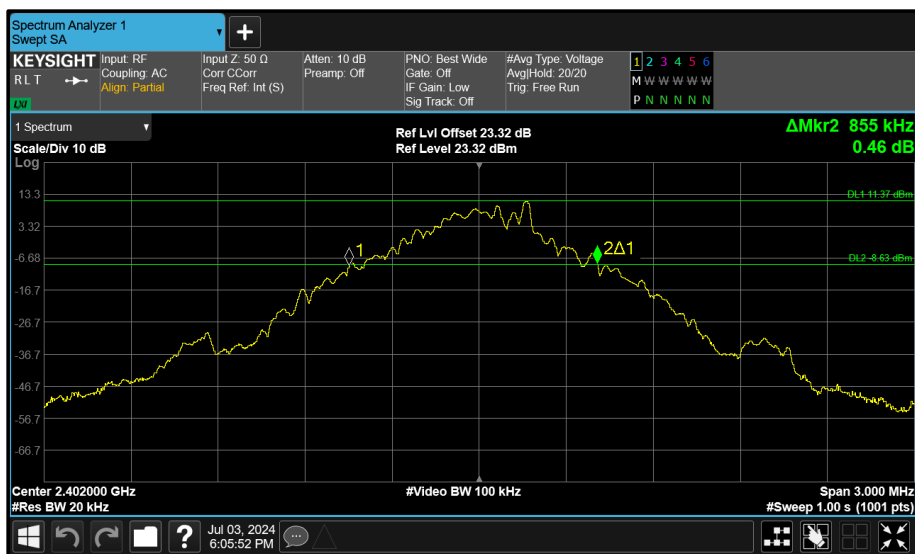 Spectrum Analyzer 1
Swept SA
KEYSIGHT
R L T
LXI
Input: RF
Coupling: AC
Align: Partial
Input Z: 50 Ω
Corr CCorr
Freq Ref: Int (S)
Atten: 10 dB
Preamp: Off
PNO: Best Wide
Gate: Off
IF Gain: Low
Sig Track: Off
#Avg Type: Voltage
Avg|Hold: 20/20
Trig: Free Run
1 2 3 4 5 6
M W W W W W
P N N N N N
1 Spectrum
Scale/Div 10 dB
Log
Ref Lvl Offset 23.32 dB
Ref Level 23.32 dBm
ΔMkr2 855 kHz
0.46 dB
13.3
DL1 11.37 dBm
3.32
1
2Δ1
-6.68
DL2 -8.63 dBm
-16.7
-26.7
-36.7
-46.7
-56.7
-66.7
Center 2.402000 GHz
#Video BW 100 kHz
Span 3.000 MHz
#Res BW 20 kHz
#Sweep 1.00 s (1001 pts)
?
Jul 03, 2024
6:05:52 PM